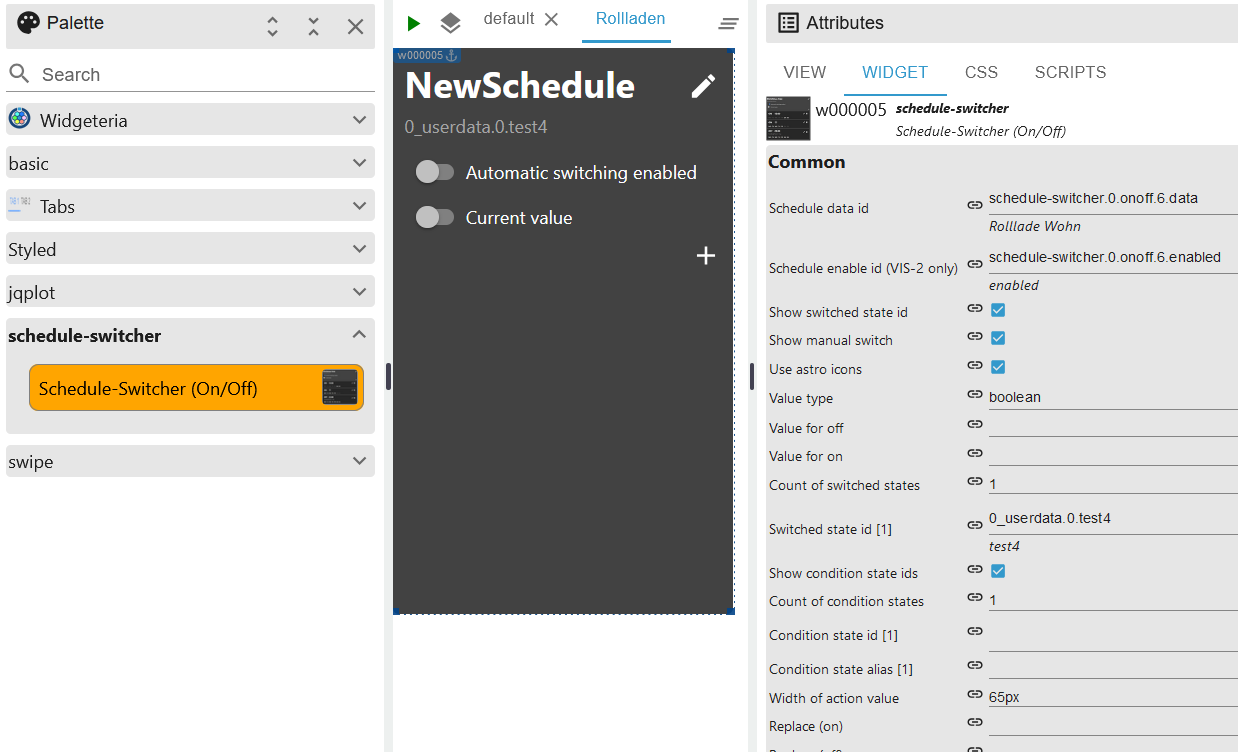 Palette
Search
Widgeteria
basic
Tabs
Styled
jqplot
schedule-switcher
Schedule-Switcher (On/Off)
swipe
default
Rollladen
w000005
NewSchedule
0_userdata.0.test4
Automatic switching enabled
Current value
Attributes
VIEW WIDGET CSS SCRIPTS
w000005 schedule-switcher
Schedule-Switcher (On/Off)
Common
Schedule data id schedule-switcher.0.onoff.6.data
Rolllade Wohn
Schedule enable id (VIS-2 only) schedule-switcher.0.onoff.6.enabled
enabled
Show switched state id
Show manual switch
Use astro icons
Value type boolean
Value for off
Value for on
Count of switched states 1
Switched state id [1] 0_userdata.0.test4
test4
Show condition state ids
Count of condition states 1
Condition state id [1]
Condition state alias [1]
Width of action value 65px
Replace (on)